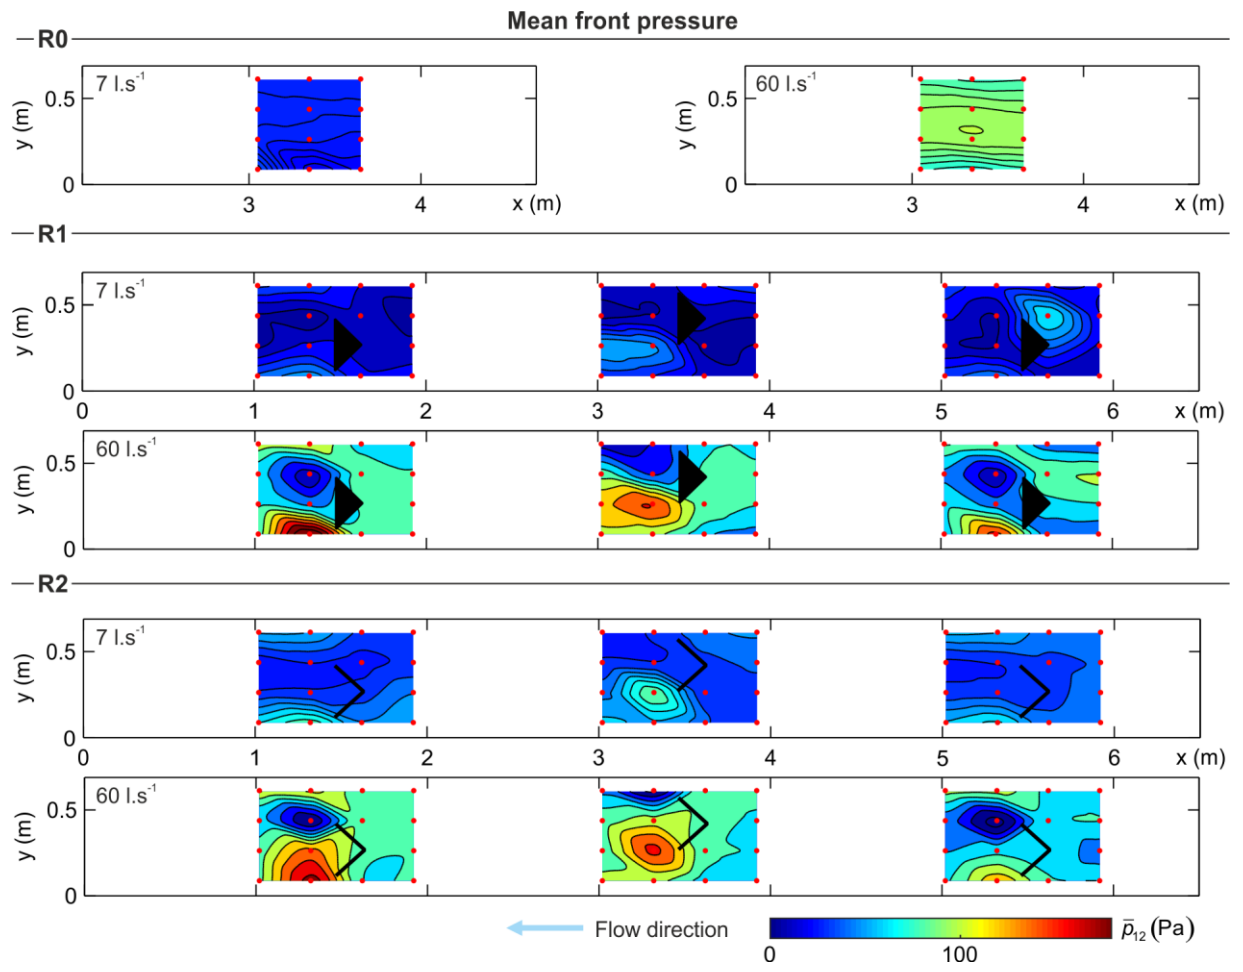 Mean front pressure
R0
7 l.s⁻¹
60 l.s⁻¹
y (m)
0.5
0
3
4
x (m)
y (m)
0.5
0
3
4
x (m)
R1
7 l.s⁻¹
y (m)
0.5
0
0
1
2
3
4
5
6
x (m)
60 l.s⁻¹
y (m)
0.5
0
R2
7 l.s⁻¹
y (m)
0.5
0
0
1
2
3
4
5
6
x (m)
60 l.s⁻¹
y (m)
0.5
0
Flow direction
0
100
p̅₁₂ (Pa)